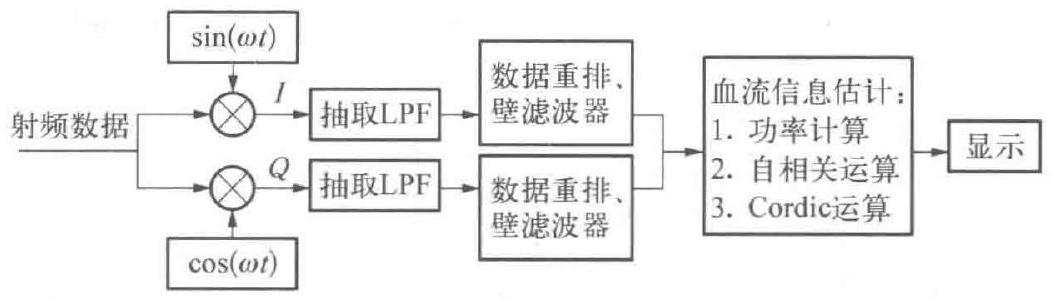 sin(ωt)
射频数据
I
抽取LPF
数据重排、
壁滤波器
Q
抽取LPF
数据重排、
壁滤波器
cos(ωt)
血流信息估计：
1. 功率计算
2. 自相关运算
3. Cordic运算
显示